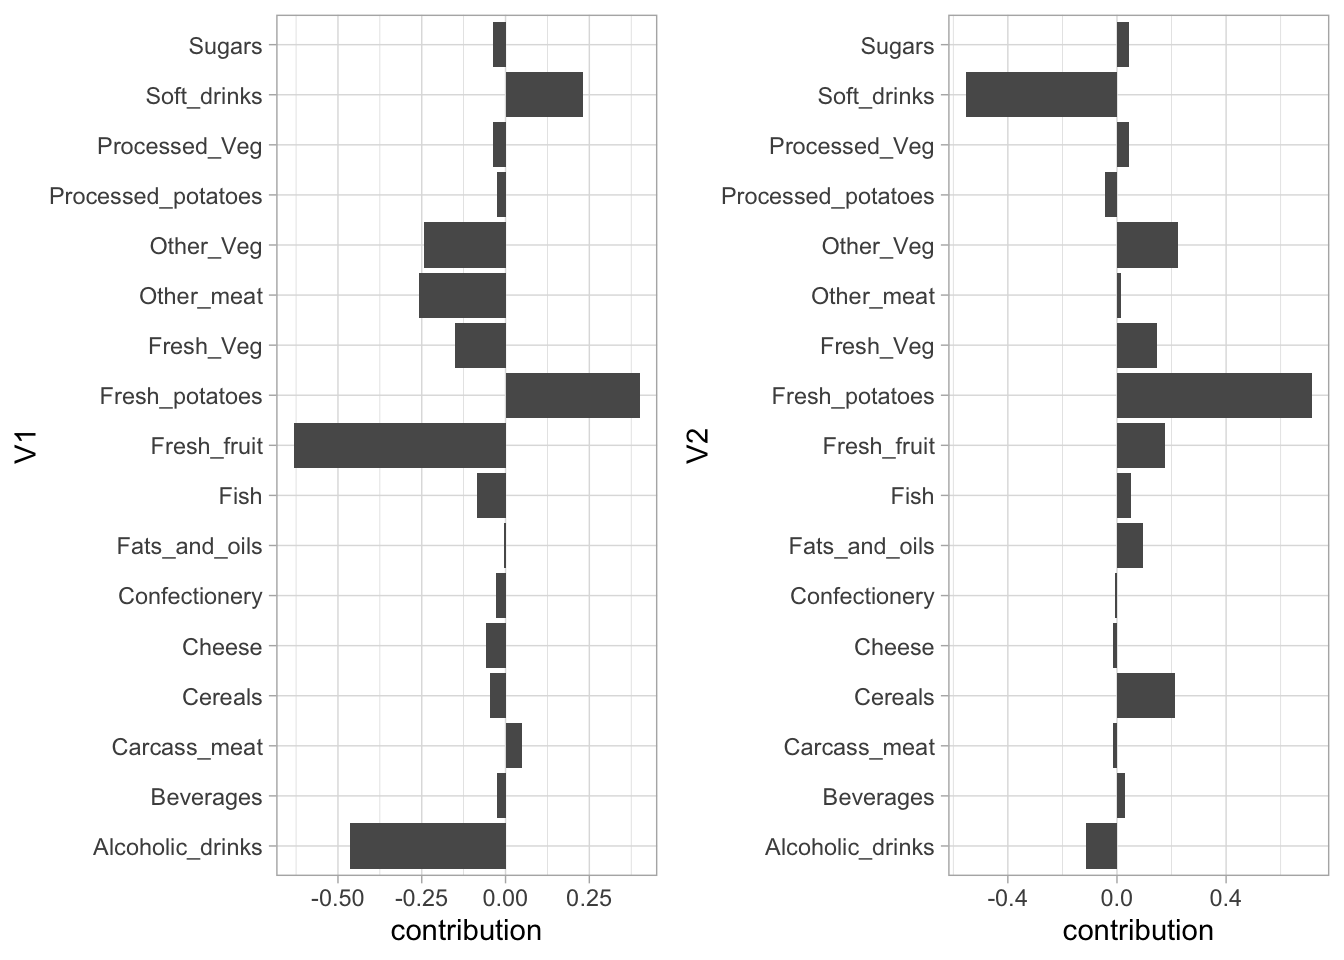 V1
Sugars
Soft_drinks
Processed_Veg
Processed_potatoes
Other_Veg
Other_meat
Fresh_Veg
Fresh_potatoes
Fresh_fruit
Fish
Fats_and_oils
Confectionery
Cheese
Cereals
Carcass_meat
Beverages
Alcoholic_drinks
-0.50 -0.25 0.00 0.25
contribution
V2
Sugars
Soft_drinks
Processed_Veg
Processed_potatoes
Other_Veg
Other_meat
Fresh_Veg
Fresh_potatoes
Fresh_fruit
Fish
Fats_and_oils
Confectionery
Cheese
Cereals
Carcass_meat
Beverages
Alcoholic_drinks
-0.4 0.0 0.4
contribution